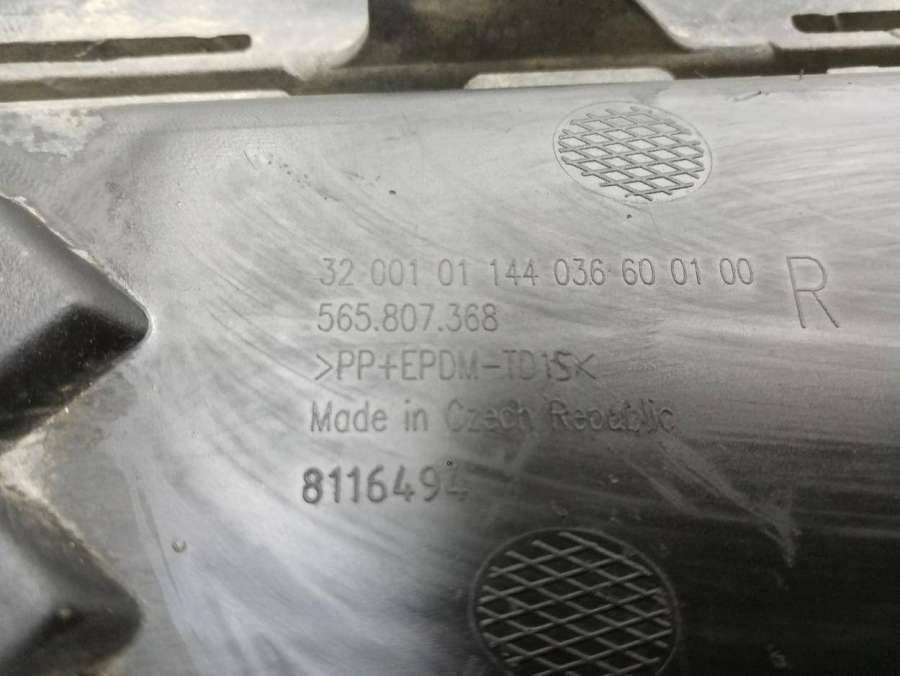 32 001 01 144 036 60 01 00 R
565.807.368
>PP+EPDM-TD15<
Made in Czech Republic
8116494